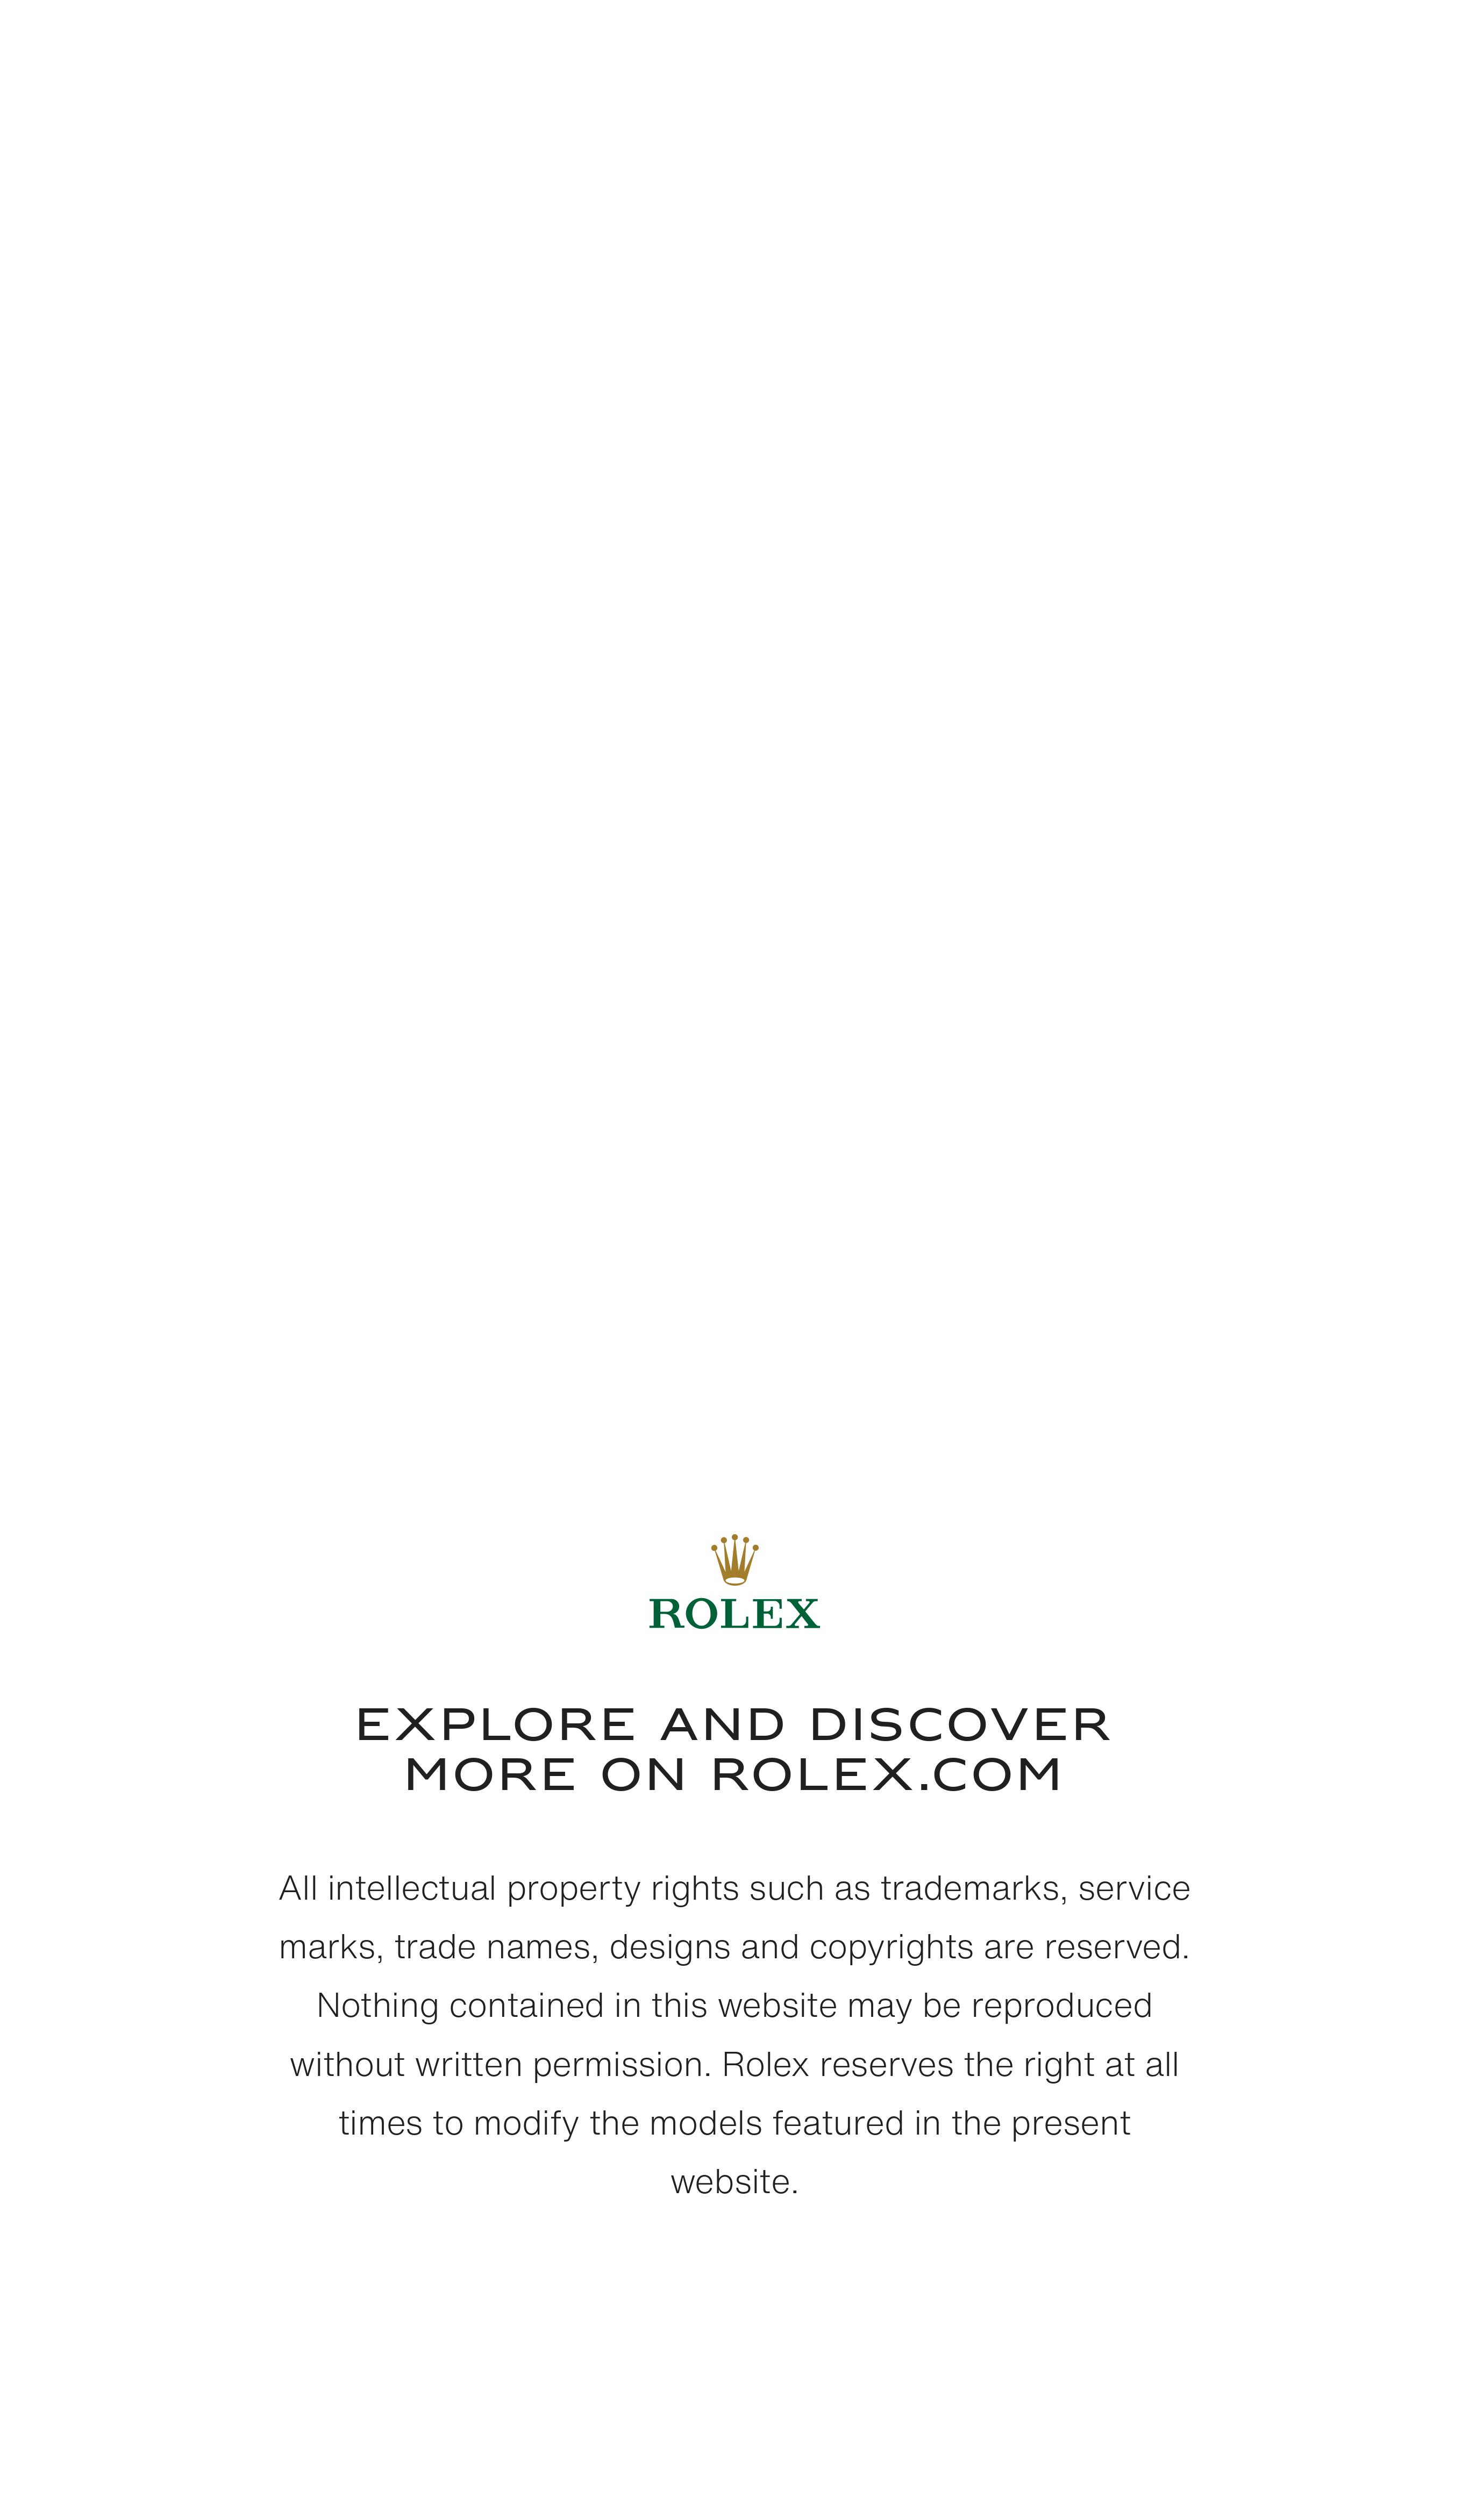 ROLEX
EXPLORE AND DISCOVER
MORE ON ROLEX.COM
All intellectual property rights such as trademarks, service
marks, trade names, designs and copyrights are reserved.
Nothing contained in this website may be reproduced
without written permission. Rolex reserves the right at all
times to modify the models featured in the present
website.